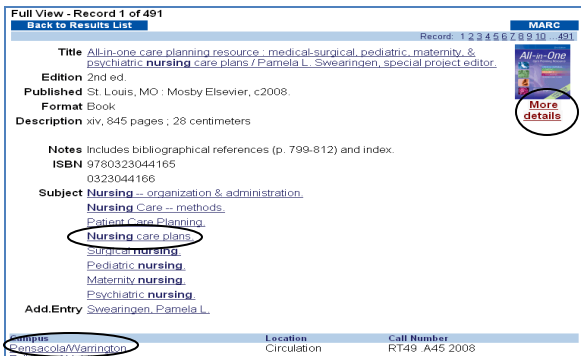 Full View - Record 1 of 491
Back to Results List MARC
Record: 1 2 3 4 5 6 7 8 9 10 ...491
Title All-in-one care planning resource : medical-surgical, pediatric, maternity, &
psychiatric nursing care plans / Pamela L. Swearingen, special project editor.
All-in-One
Edition 2nd ed.
Published St. Louis, MO : Mosby Elsevier, c2008.
Format Book
More
details
Description xiv, 845 pages ; 28 centimeters
Notes Includes bibliographical references (p. 799-812) and index.
ISBN 9780323044165
0323044166
Subject Nursing -- organization & administration.
Nursing Care -- methods.
Patient Care Planning.
Nursing care plans.
Surgical nursing.
Pediatric nursing.
Maternity nursing.
Psychiatric nursing.
Add.Entry Swearingen, Pamela L.
Campus Location Call Number
Pensacola/Warrington Circulation RT49 .A45 2008